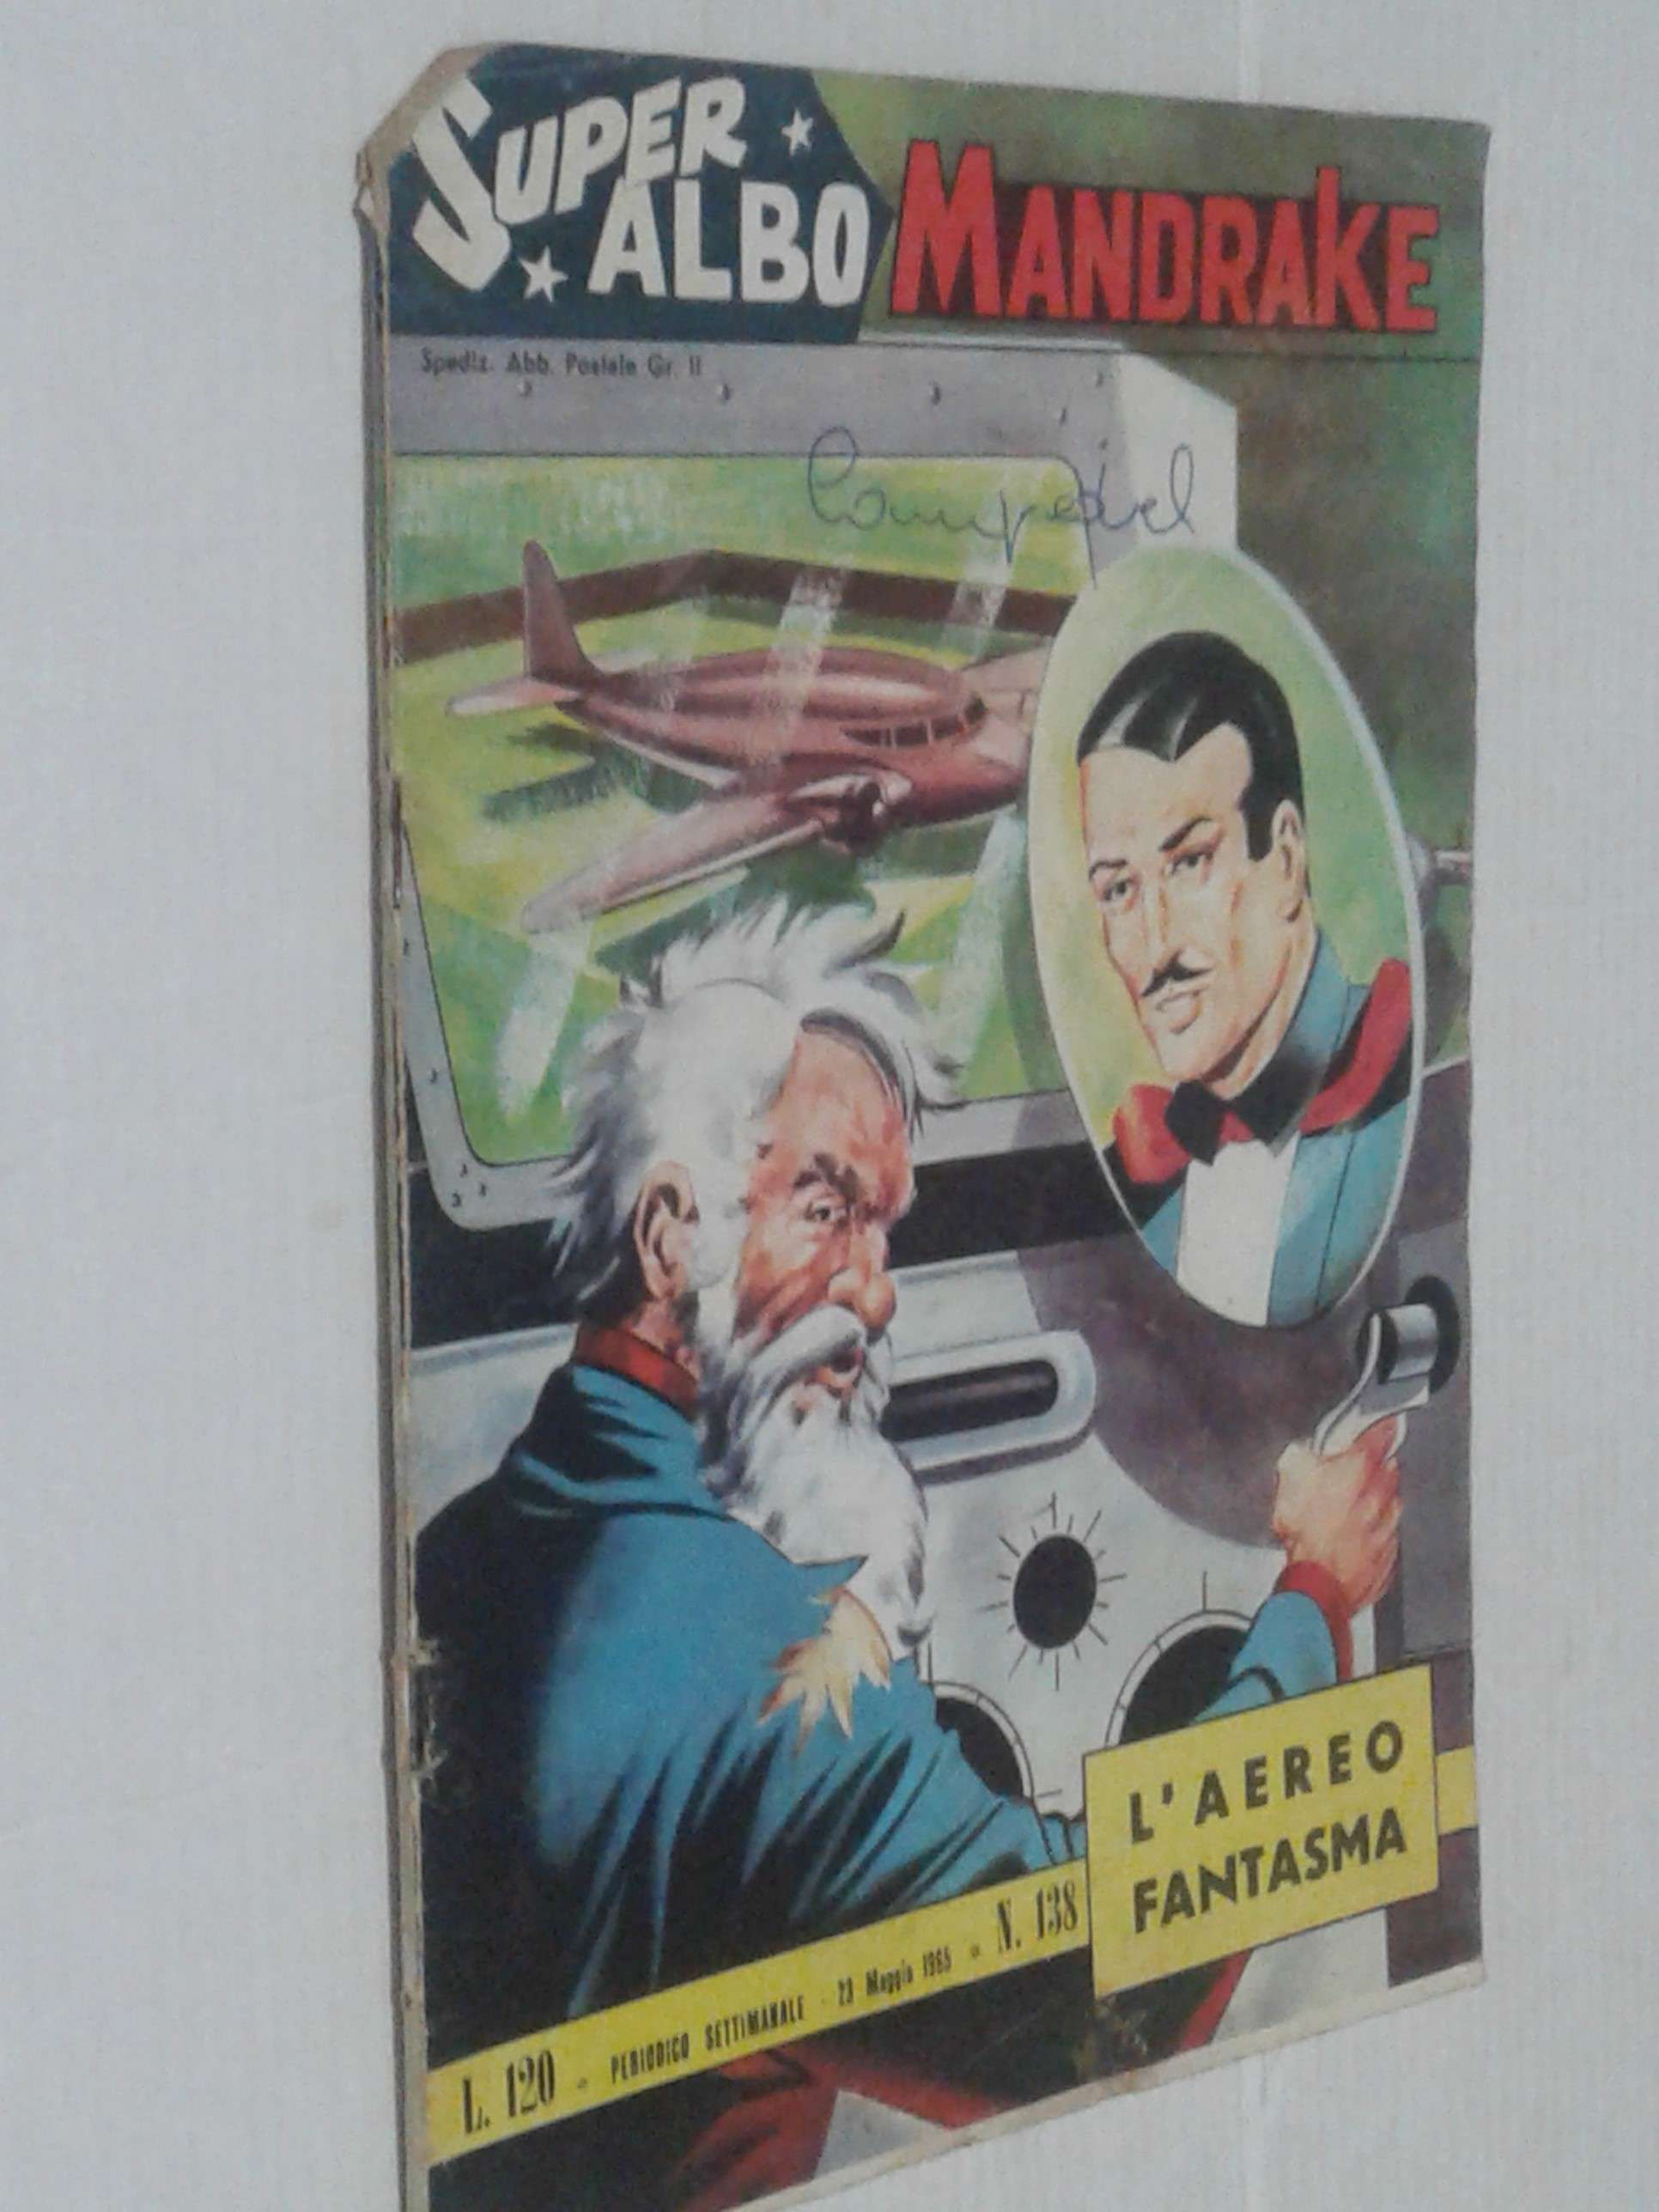 SUPER
ALBO
MANDRAKE
Spediz. Abb. Postale Gr. II
L'AEREO
FANTASMA
L. 120 - PERIODICO SETTIMANALE - 23 Maggio 1965 - N. 138